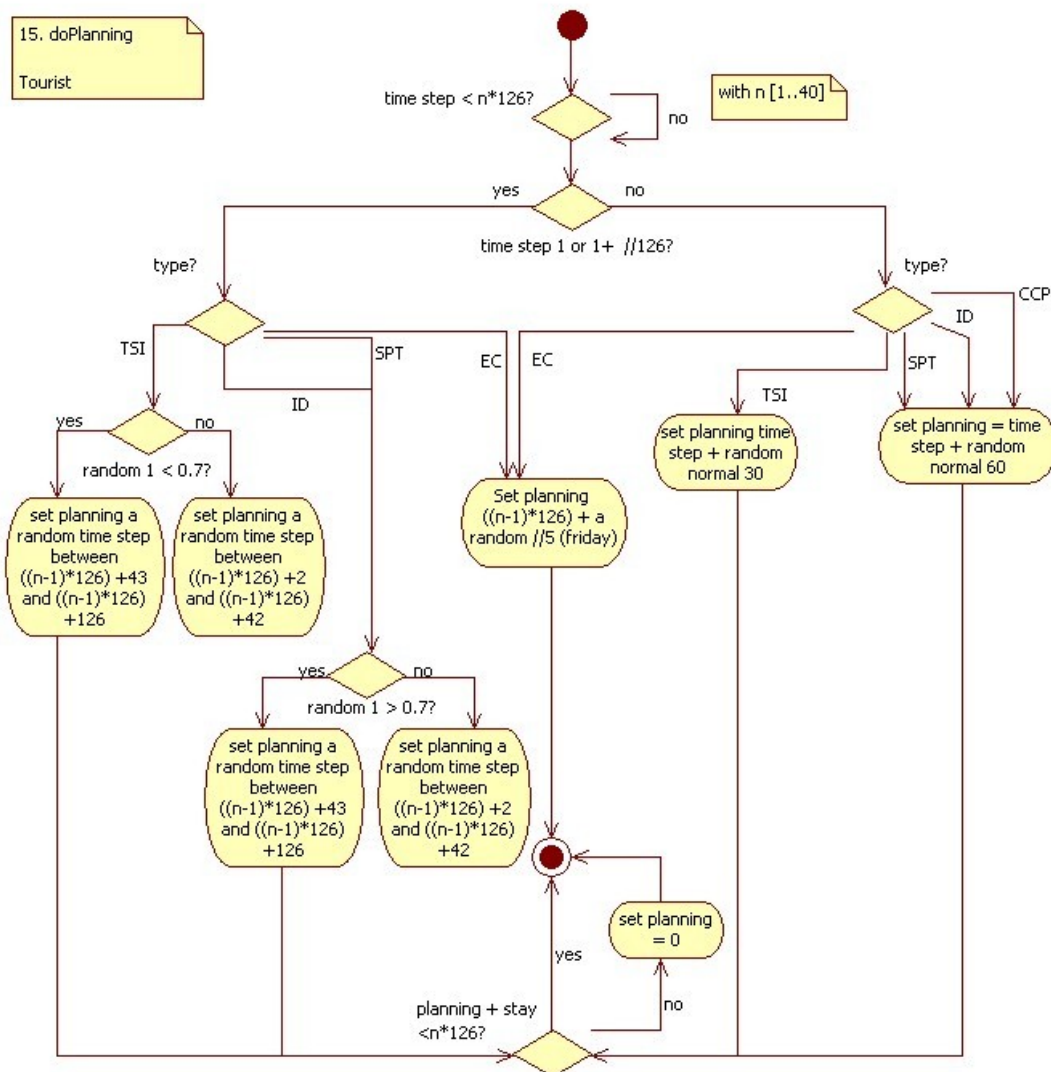 15. doPlanning
Tourist
time step < n*126?
no
with n [1..40]
yes
no
time step 1 or 1+  //126?
type?
type?
CCP
ID
TSI
SPT
EC
EC
SPT
ID
TSI
yes
no
random 1 < 0.7?
set planning time
step + random
normal 30
set planning = time
step + random
normal 60
set planning a
random time step
between
((n-1)*126) +43
and ((n-1)*126)
+126
set planning a
random time step
between
((n-1)*126) +2
and ((n-1)*126)
+42
Set planning
((n-1)*126) + a
random //5 (friday)
yes
no
random 1 > 0.7?
set planning a
random time step
between
((n-1)*126) +43
and ((n-1)*126)
+126
set planning a
random time step
between
((n-1)*126) +2
and ((n-1)*126)
+42
set planning
= 0
yes
no
planning + stay
<n*126?